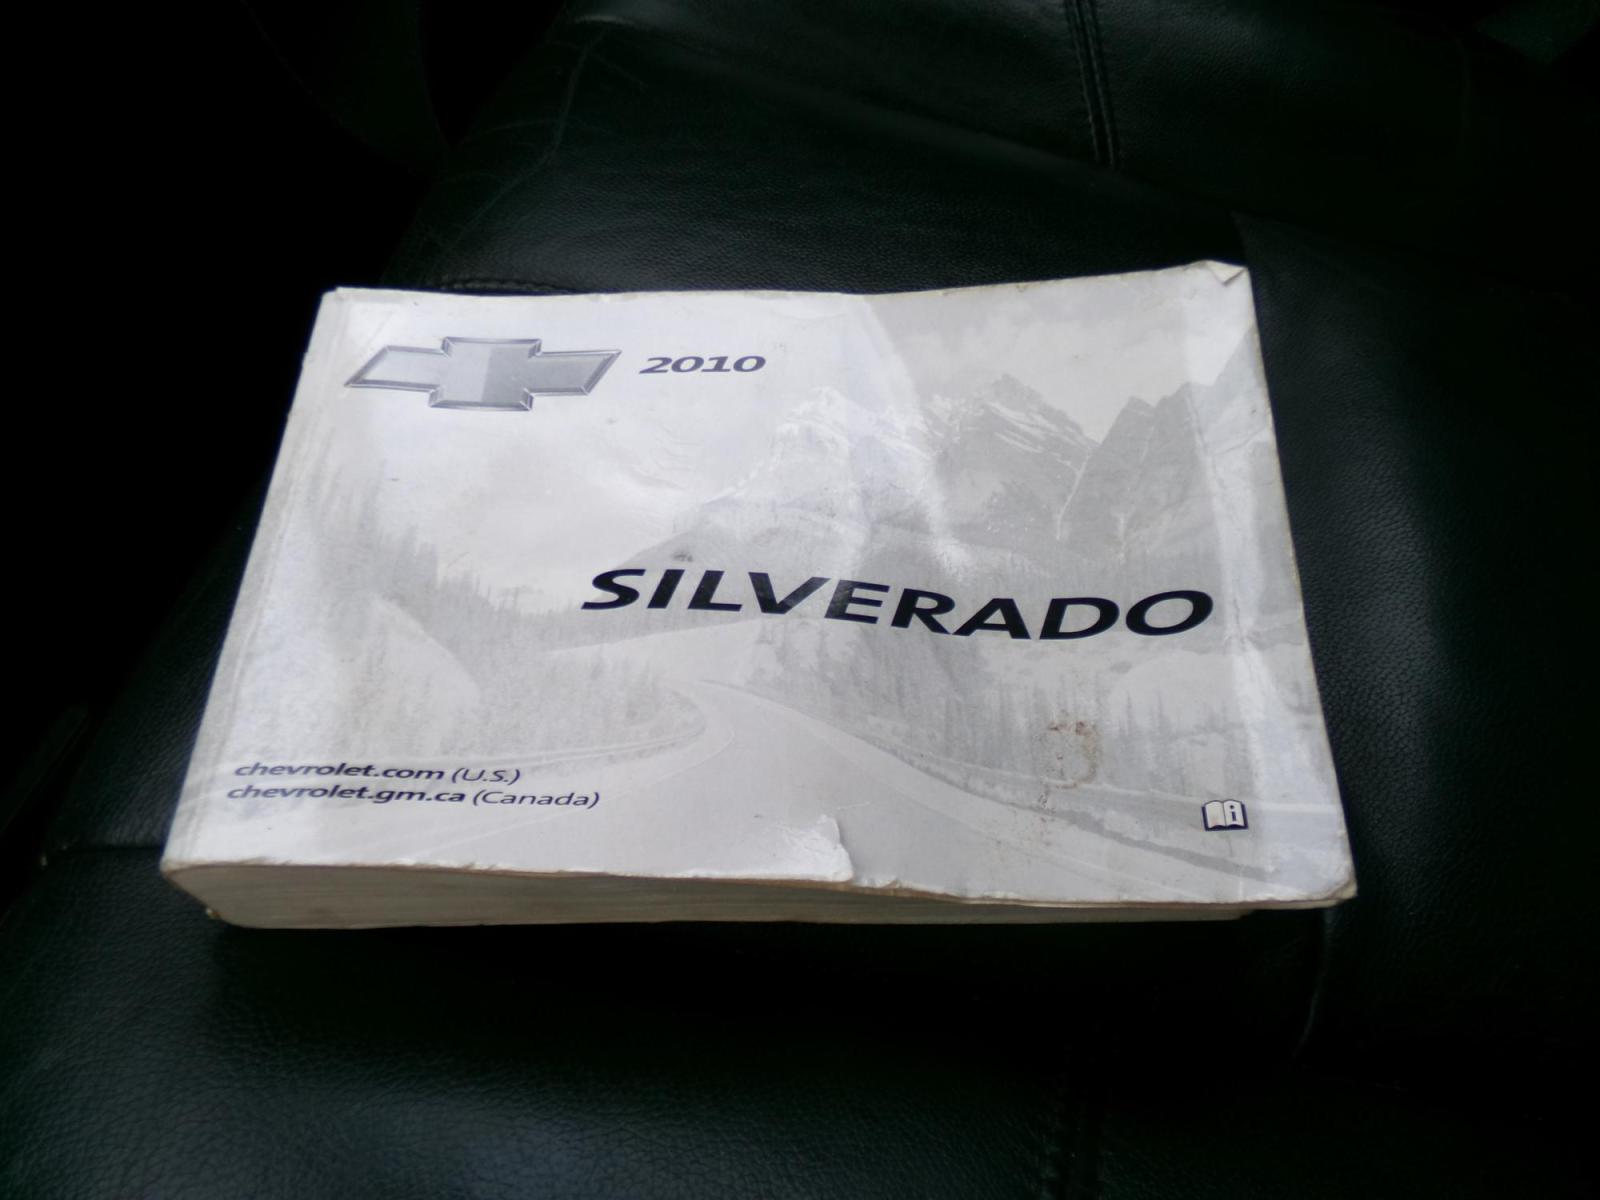 2010
SILVERADO
chevrolet.com (U.S.)
chevrolet.gm.ca (Canada)
i